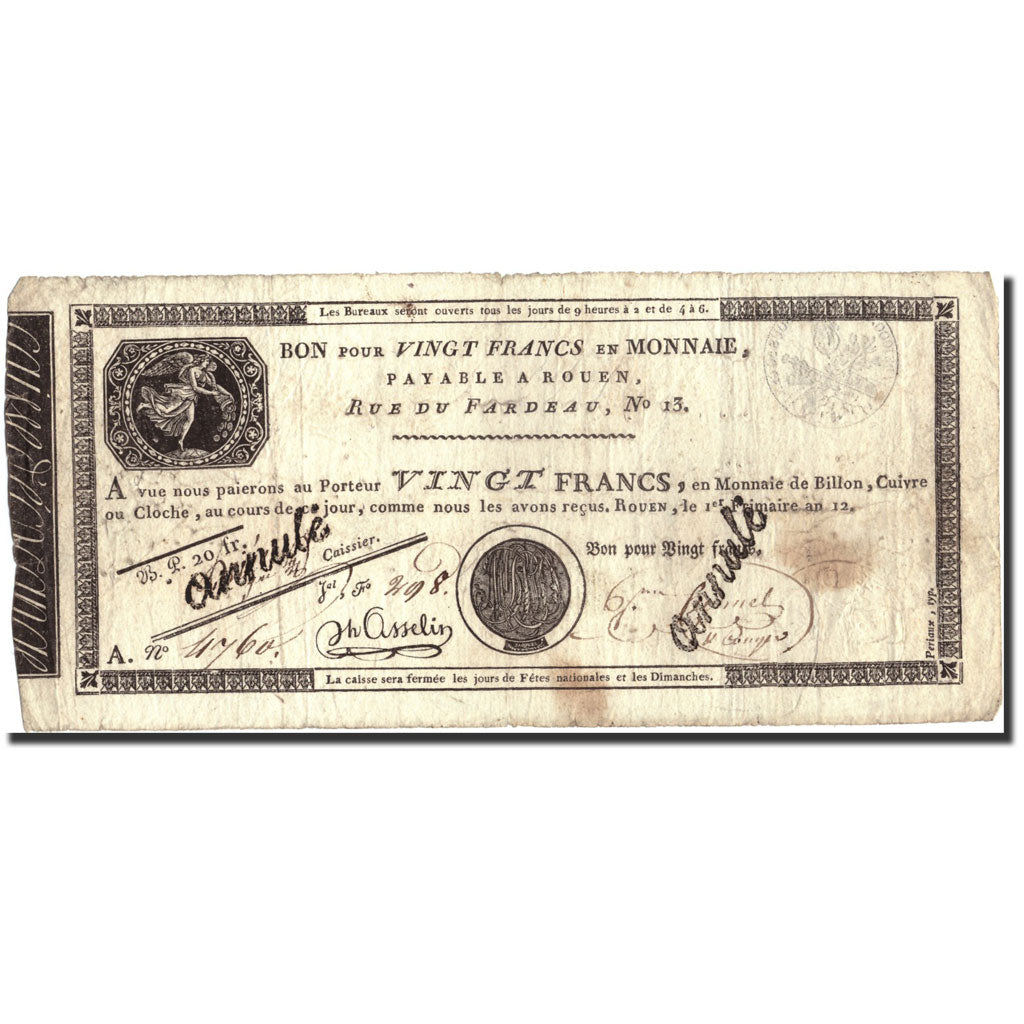 Les Bureaux seront ouverts tous les jours de 9 heures à 2 et de 4 à 6.
BON POUR VINGT FRANCS EN MONNAIE,
PAYABLE A ROUEN,
RUE DU FARDEAU, No 13.
A vue nous paierons au Porteur VINGT FRANCS, en Monnaie de Billon, Cuivre
ou Cloche, au cours de ce jour, comme nous les avons reçus. ROUEN, le 1er Frimaire an 12.
B. P. 20 fr.
annulé
Caissier.
Bon pour Vingt francs.
annulé
Jal, Fo 298.
A. No 4760.
Jh Asselin
Periaux, typ.
La caisse sera fermée les jours de Fétes nationales et les Dimanches.